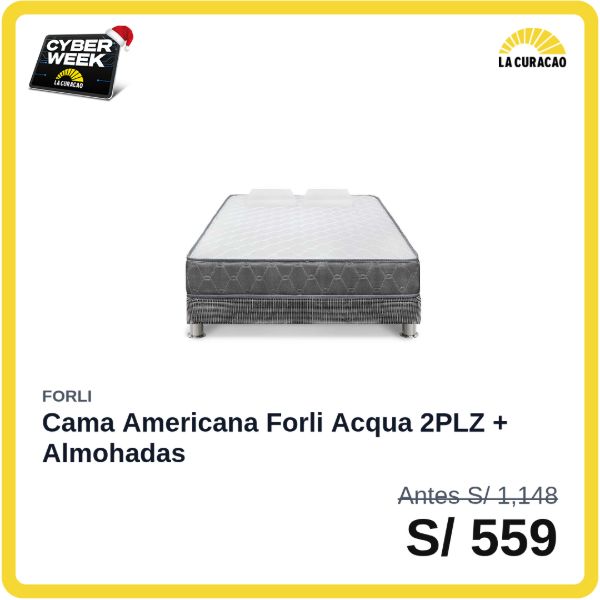 CYBER
WEEK
LA CURACAO
LA CURACAO
FORLI
Cama Americana Forli Acqua 2PLZ +
Almohadas
Antes S/ 1,148
S/ 559